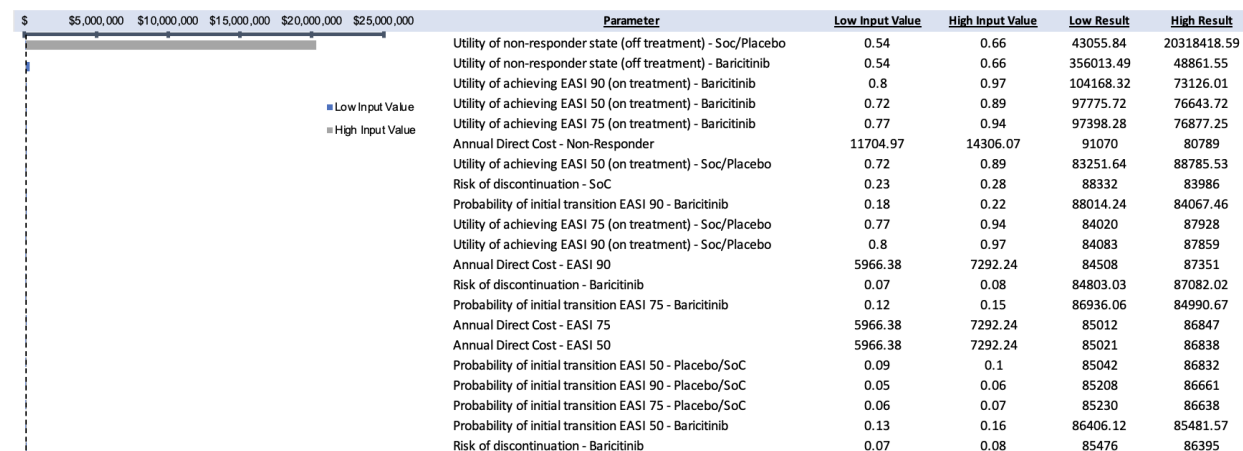 $ $5,000,000 $10,000,000 $15,000,000 $20,000,000 $25,000,000 Parameter Low Input Value High Input Value Low Result High Result
Utility of non-responder state (off treatment) - Soc/Placebo 0.54 0.66 43055.84 20318418.59
Utility of non-responder state (off treatment) - Baricitinib 0.54 0.66 356013.49 48861.55
Utility of achieving EASI 90 (on treatment) - Baricitinib 0.8 0.97 104168.32 73126.01
Utility of achieving EASI 50 (on treatment) - Baricitinib 0.72 0.89 97775.72 76643.72
Low Input Value
Utility of achieving EASI 75 (on treatment) - Baricitinib 0.77 0.94 97398.28 76877.25
High Input Value
Annual Direct Cost - Non-Responder 11704.97 14306.07 91070 80789
Utility of achieving EASI 50 (on treatment) - Soc/Placebo 0.72 0.89 83251.64 88785.53
Risk of discontinuation - SoC 0.23 0.28 88332 83986
Probability of initial transition EASI 90 - Baricitinib 0.18 0.22 88014.24 84067.46
Utility of achieving EASI 75 (on treatment) - Soc/Placebo 0.77 0.94 84020 87928
Utility of achieving EASI 90 (on treatment) - Soc/Placebo 0.8 0.97 84083 87859
Annual Direct Cost - EASI 90 5966.38 7292.24 84508 87351
Risk of discontinuation - Baricitinib 0.07 0.08 84803.03 87082.02
Probability of initial transition EASI 75 - Baricitinib 0.12 0.15 86936.06 84990.67
Annual Direct Cost - EASI 75 5966.38 7292.24 85012 86847
Annual Direct Cost - EASI 50 5966.38 7292.24 85021 86838
Probability of initial transition EASI 50 - Placebo/SoC 0.09 0.1 85042 86832
Probability of initial transition EASI 90 - Placebo/SoC 0.05 0.06 85208 86661
Probability of initial transition EASI 75 - Placebo/SoC 0.06 0.07 85230 86638
Probability of initial transition EASI 50 - Baricitinib 0.13 0.16 86406.12 85481.57
Risk of discontinuation - Baricitinib 0.07 0.08 85476 86395